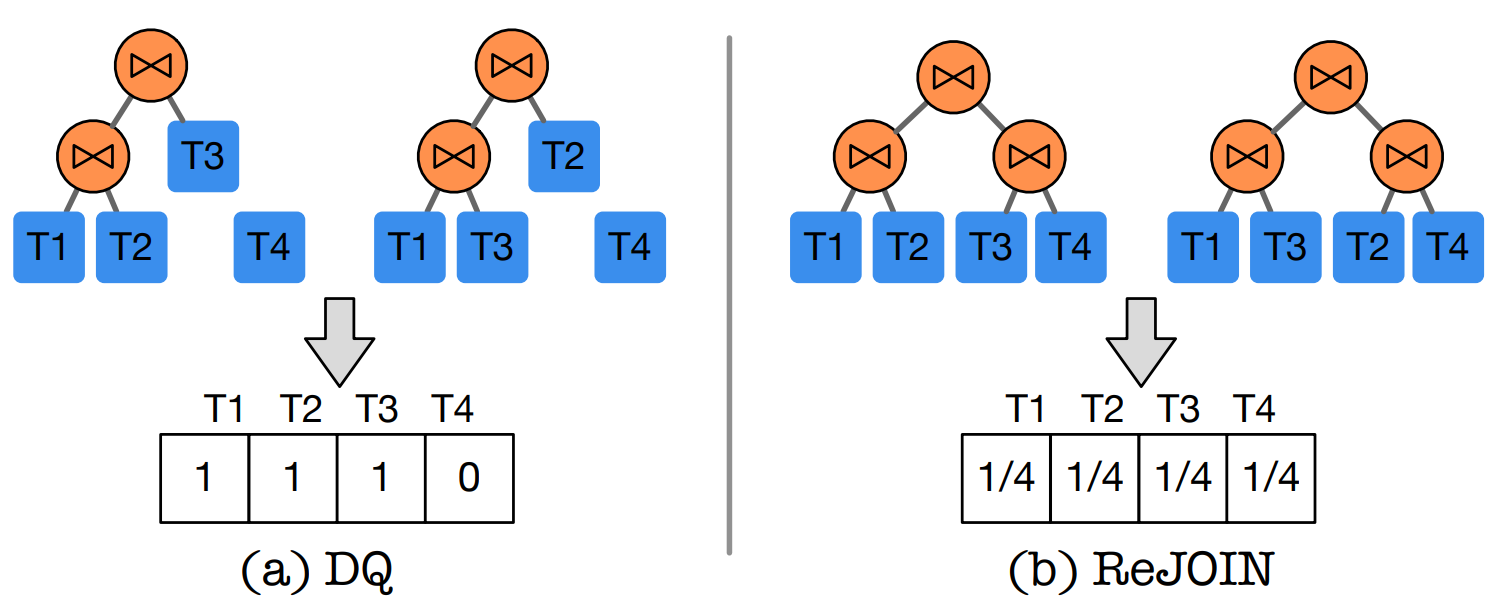 T3
T2
T1 T2 T4
T1 T3 T4
T1 T2 T3 T4
T1 T3 T2 T4
T1 T2 T3 T4
1 1 1 0
(a) DQ
T1 T2 T3 T4
1/4 1/4 1/4 1/4
(b) ReJOIN